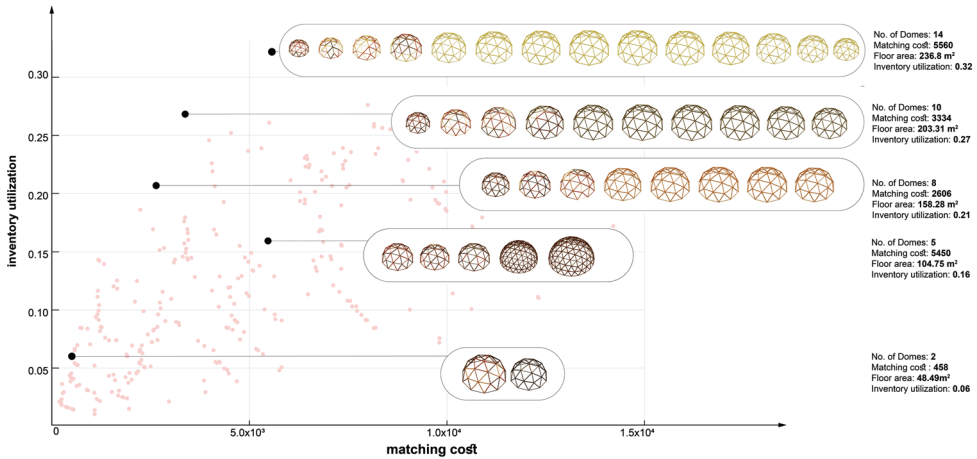 No. of Domes: 14
Matching cost: 5560
Floor area: 236.8 m²
Inventory utilization: 0.32
0.30
No. of Domes: 10
Matching cost: 3334
Floor area: 203.31 m²
Inventory utilization: 0.27
0.25
No. of Domes: 8
Matching cost: 2606
Floor area: 158.28 m²
Inventory utilization: 0.21
0.20
inventory utilization
No. of Domes: 5
Matching cost: 5450
Floor area: 104.75 m²
Inventory utilization: 0.16
0.15
0.10
No. of Domes: 2
Matching cost : 458
Floor area: 48.49m²
Inventory utilization: 0.06
0.05
0
5.0x10³
1.0x10⁴
1.5x10⁴
matching cost